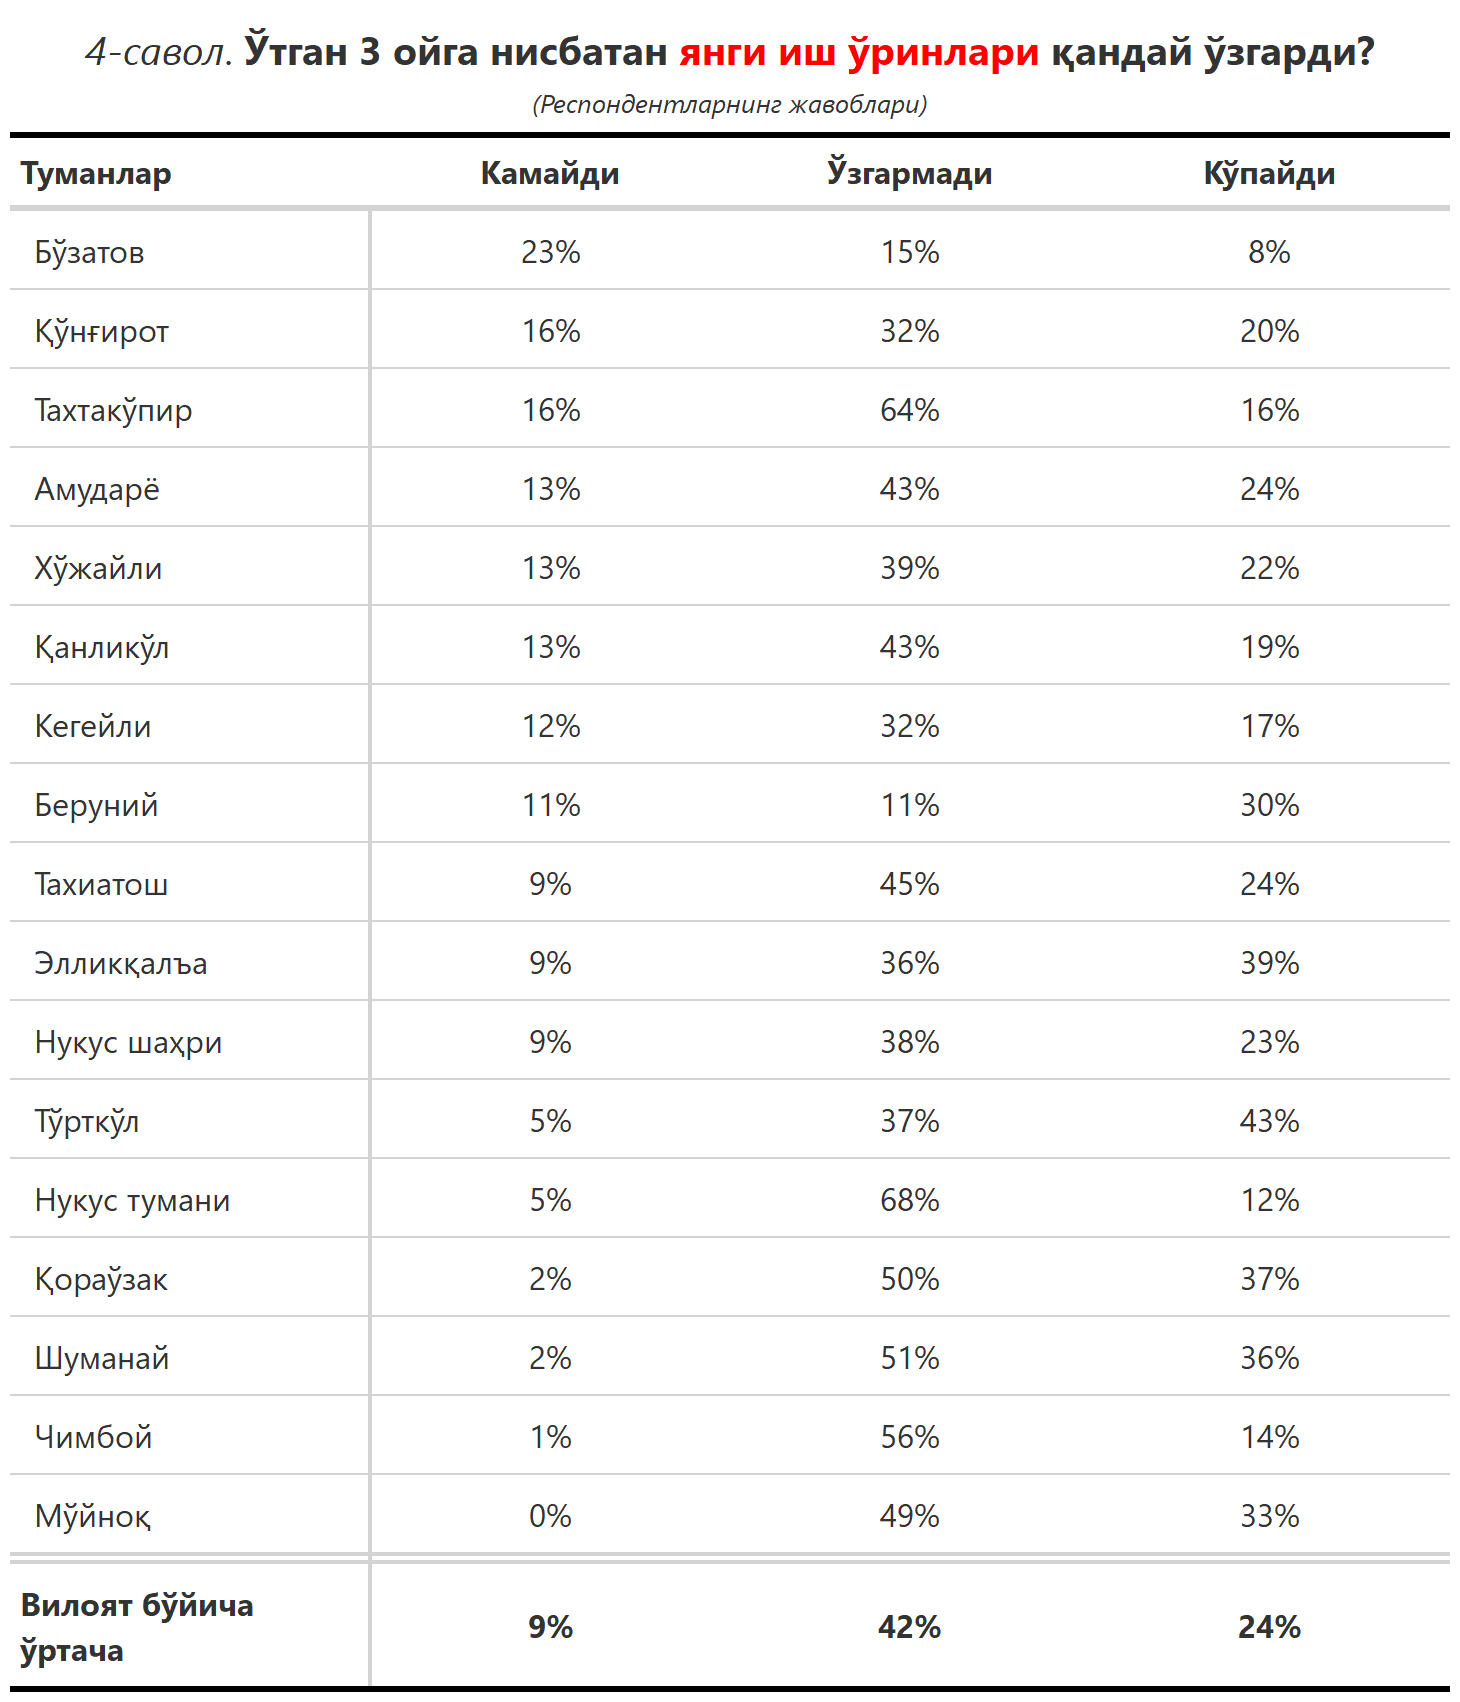 4-савол. Ўтган 3 ойга нисбатан янги иш ўринлари қандай ўзгарди?
(Респондентларнинг жавоблари)
Туманлар Камайди Ўзгармади Кўпайди
Бўзатов 23% 15% 8%
Қўнғирот 16% 32% 20%
Тахтакўпир 16% 64% 16%
Амударё 13% 43% 24%
Хўжайли 13% 39% 22%
Қанликўл 13% 43% 19%
Кегейли 12% 32% 17%
Беруний 11% 11% 30%
Тахиатош 9% 45% 24%
Элликқалъа 9% 36% 39%
Нукус шаҳри 9% 38% 23%
Тўрткўл 5% 37% 43%
Нукус тумани 5% 68% 12%
Қораўзак 2% 50% 37%
Шуманай 2% 51% 36%
Чимбой 1% 56% 14%
Мўйноқ 0% 49% 33%
Вилоят бўйича
ўртача 9% 42% 24%